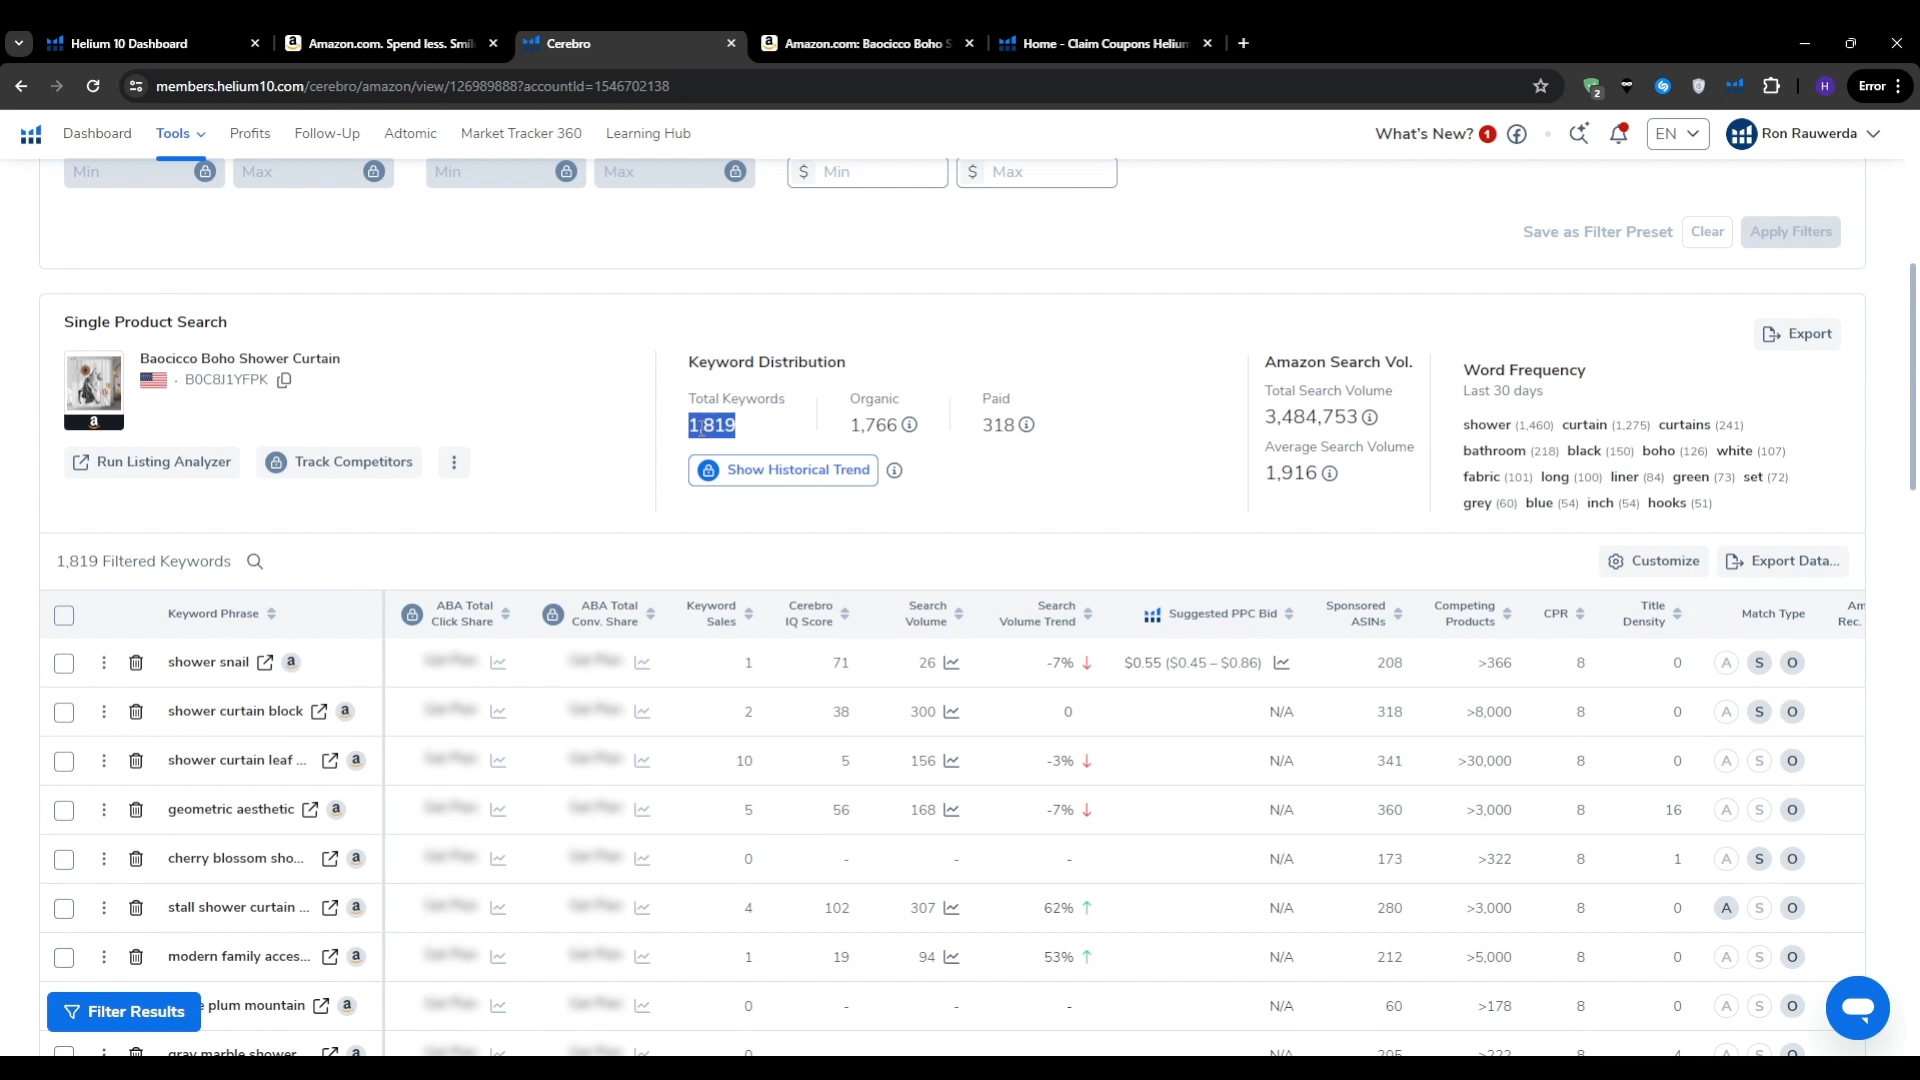 Helium 10 Dashboard
Amazon.com. Spend less. Smil
Cerebro
Amazon.com: Baocicco Boho S
Home - Claim Coupons Helium
members.helium10.com/cerebro/amazon/view/126989888?accountId=1546702138
2
H
Error
Dashboard
Tools
Profits
Follow-Up
Adtomic
Market Tracker 360
Learning Hub
What's New? 1
EN
Ron Rauwerda
Min
Max
Min
Max
$ Min
$ Max
Save as Filter Preset
Clear
Apply Filters
Single Product Search
Export
Baocicco Boho Shower Curtain
· B0C8J1YFPK
a
Run Listing Analyzer
Track Competitors
Keyword Distribution
Total Keywords
1,819
Organic
1,766
Paid
318
Show Historical Trend
Amazon Search Vol.
Total Search Volume
3,484,753
Average Search Volume
1,916
Word Frequency
Last 30 days
shower (1,460) curtain (1,275) curtains (241)
bathroom (218) black (150) boho (126) white (107)
fabric (101) long (100) liner (84) green (73) set (72)
grey (60) blue (54) inch (54) hooks (51)
1,819 Filtered Keywords
Customize
Export Data...
Keyword Phrase
ABA Total
Click Share
ABA Total
Conv. Share
Keyword
Sales
Cerebro
IQ Score
Search
Volume
Search
Volume Trend
Suggested PPC Bid
Sponsored
ASINs
Competing
Products
CPR
Title
Density
Match Type
Am
Rec.
shower snail a 1 71 26 -7% $0.55 ($0.45 – $0.86) 208 >366 8 0 A S O
shower curtain block a 2 38 300 0 N/A 318 >8,000 8 0 A S O
shower curtain leaf ... a 10 5 156 -3% N/A 341 >30,000 8 0 A S O
geometric aesthetic a 5 56 168 -7% N/A 360 >3,000 8 16 A S O
cherry blossom sho... a 0 - - - N/A 173 >322 8 1 A S O
stall shower curtain ... a 4 102 307 62% N/A 280 >3,000 8 0 A S O
modern family acces... a 1 19 94 53% N/A 212 >5,000 8 0 A S O
plum mountain a 0 - - - N/A 60 >178 8 0 A S O
gray marble shower a 0 N/A 205 >222 8 4 A S O
Filter Results